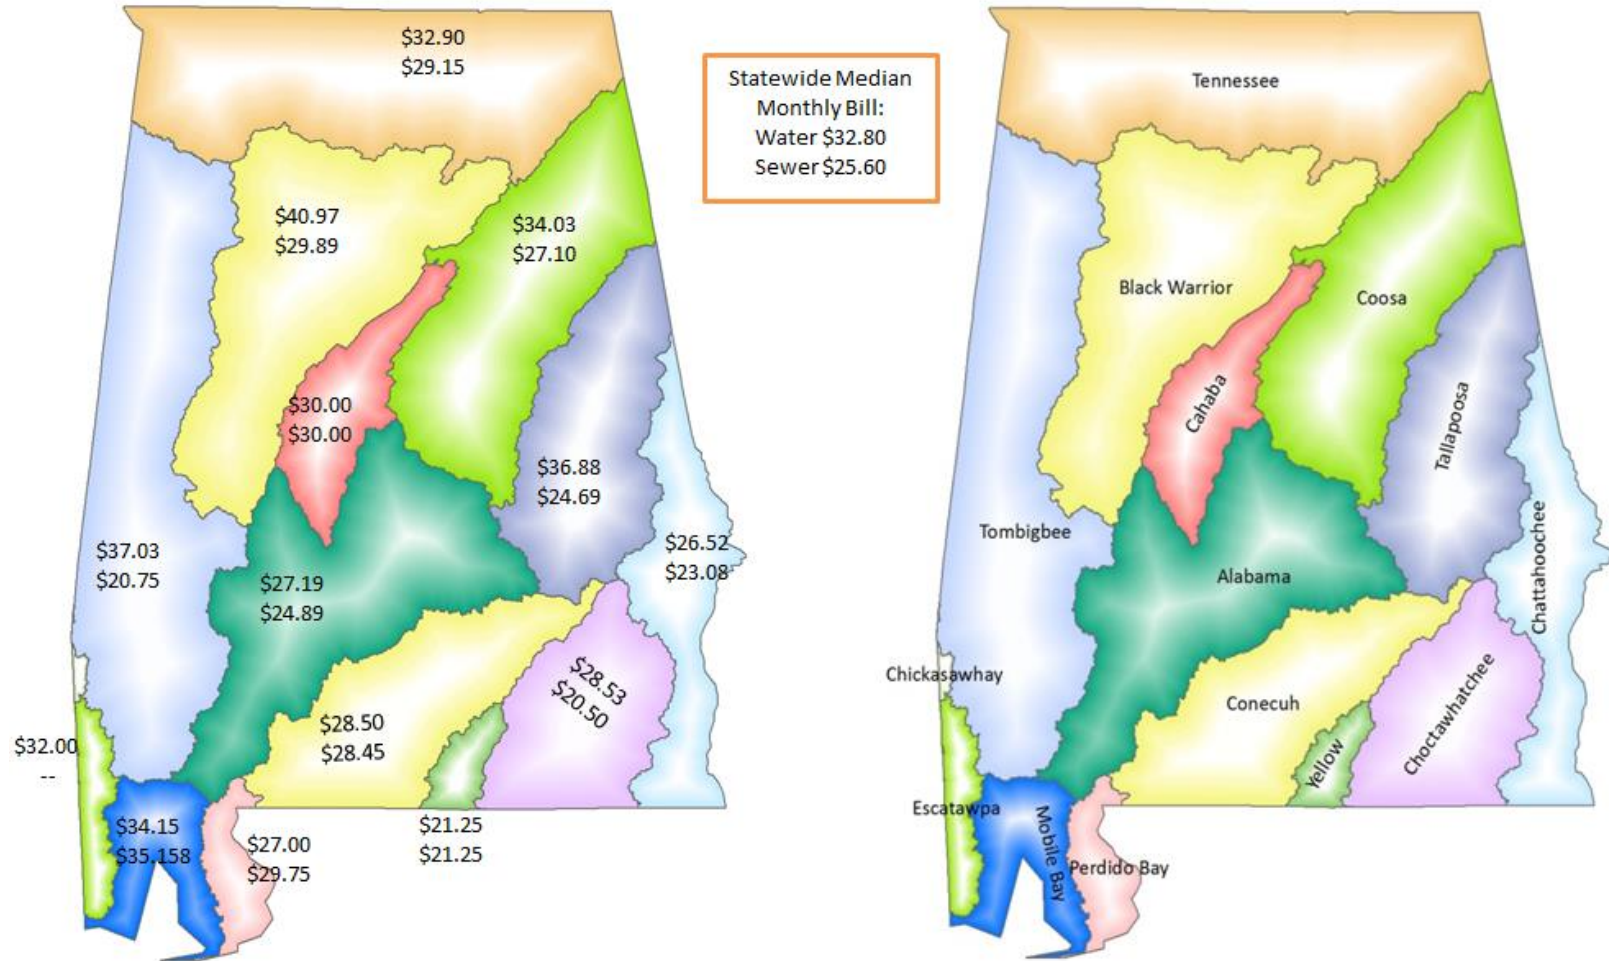 $32.90
$29.15
Statewide Median
Monthly Bill:
Water $32.80
Sewer $25.60
$40.97
$29.89
$34.03
$27.10
$30.00
$30.00
$36.88
$24.69
$37.03
$20.75
$27.19
$24.89
$26.52
$23.08
$28.53
$20.50
$28.50
$28.45
$32.00
--
$34.15
$35.158
$27.00
$29.75
$21.25
$21.25
Tennessee
Black Warrior
Coosa
Cahaba
Tallapoosa
Tombigbee
Alabama
Chattahoochee
Chickasawhay
Conecuh
Choctawhatchee
Yellow
Escatawpa
Mobile Bay
Perdido Bay